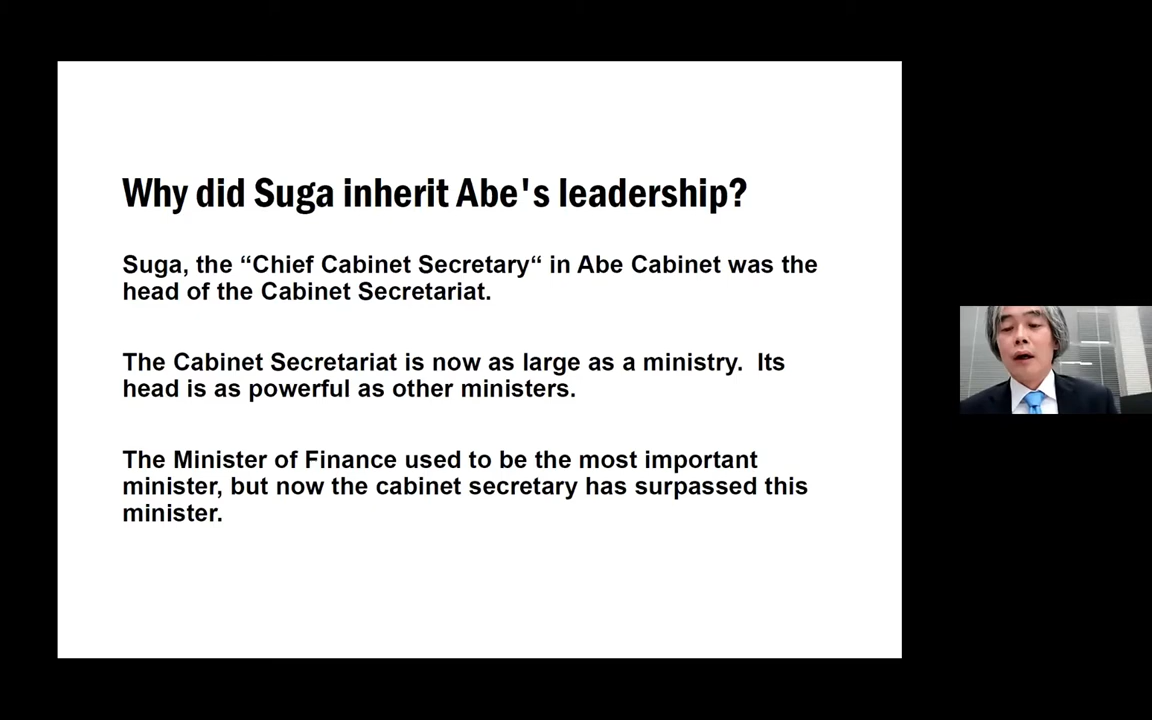 Why did Suga inherit Abe's leadership?
Suga, the “Chief Cabinet Secretary“ in Abe Cabinet was the
head of the Cabinet Secretariat.
The Cabinet Secretariat is now as large as a ministry.  Its
head is as powerful as other ministers.
The Minister of Finance used to be the most important
minister, but now the cabinet secretary has surpassed this
minister.